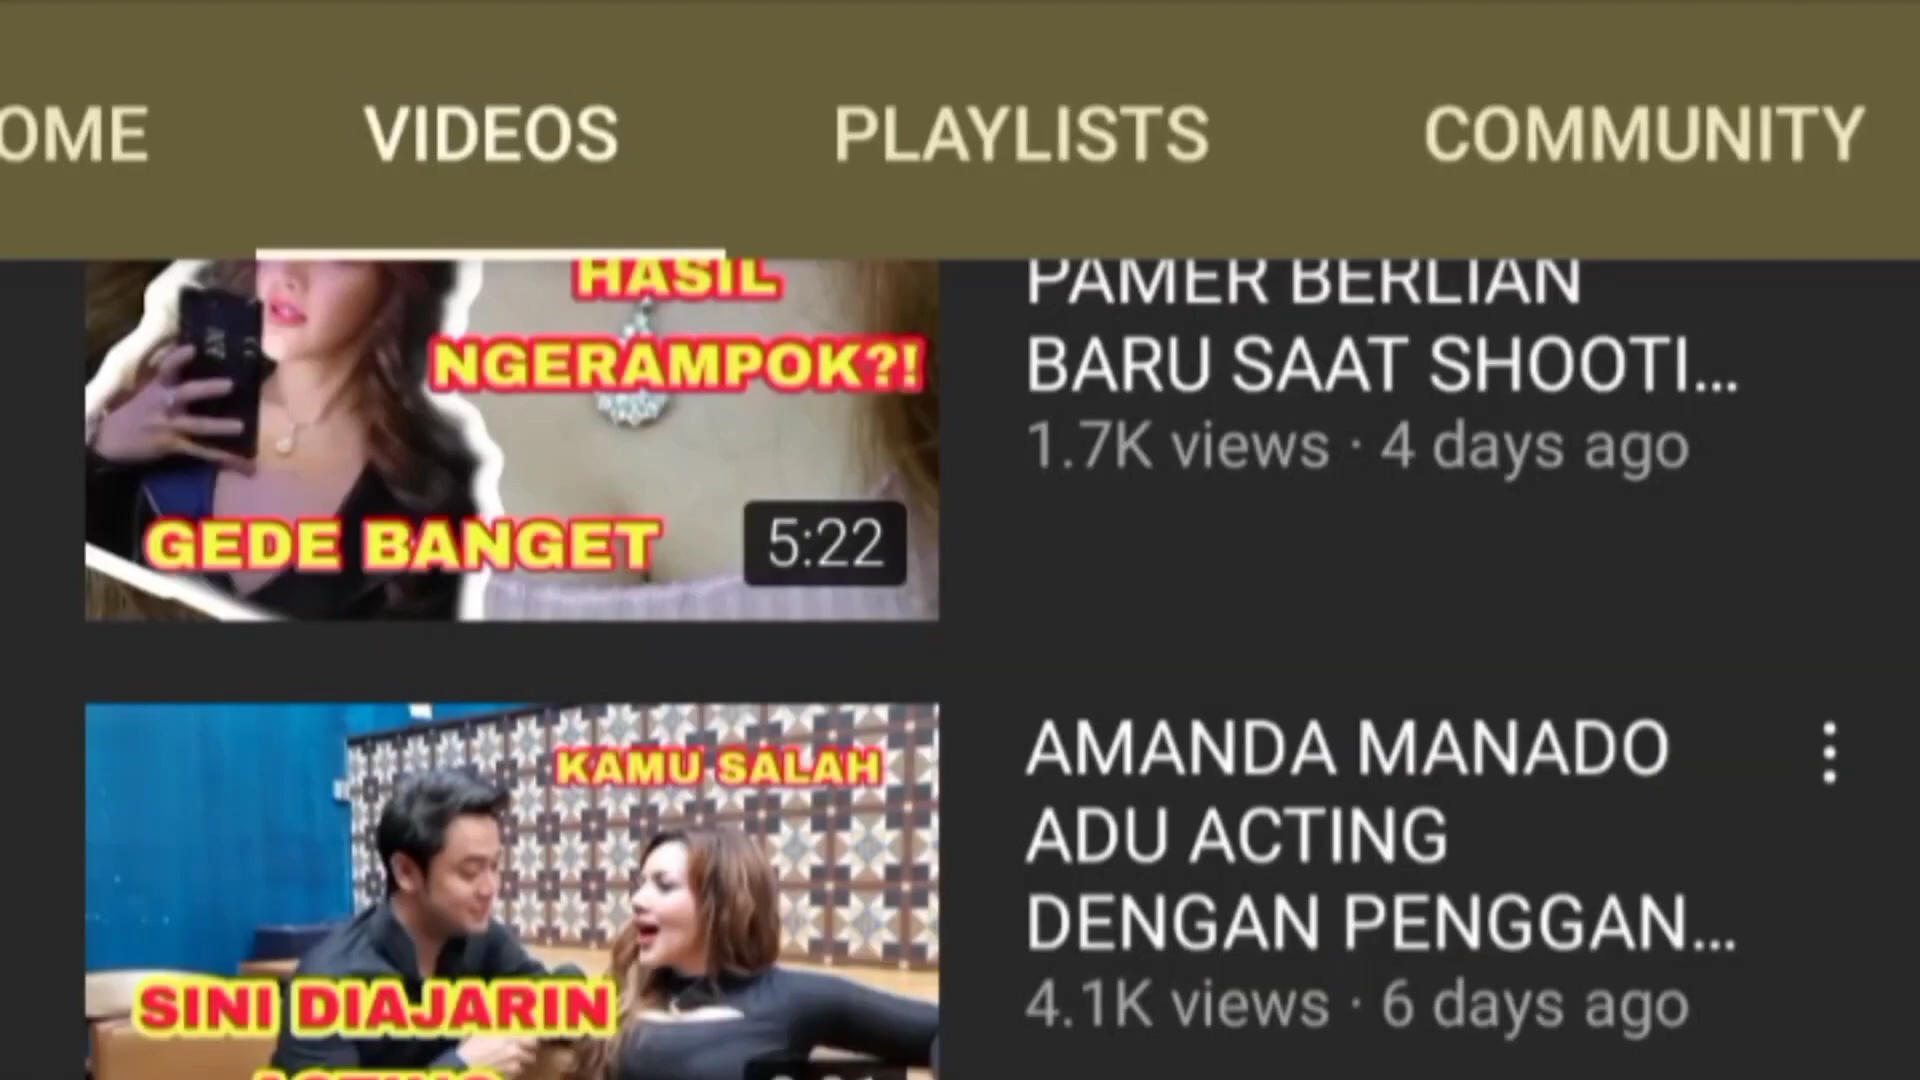 OME VIDEOS PLAYLISTS COMMUNITY
HASIL
NGERAMPOK?!
GEDE BANGET
5:22
PAMER BERLIAN
BARU SAAT SHOOTI...
1.7K views · 4 days ago
KAMU SALAH
SINI DIAJARIN
AMANDA MANADO
ADU ACTING
DENGAN PENGGAN...
4.1K views · 6 days ago